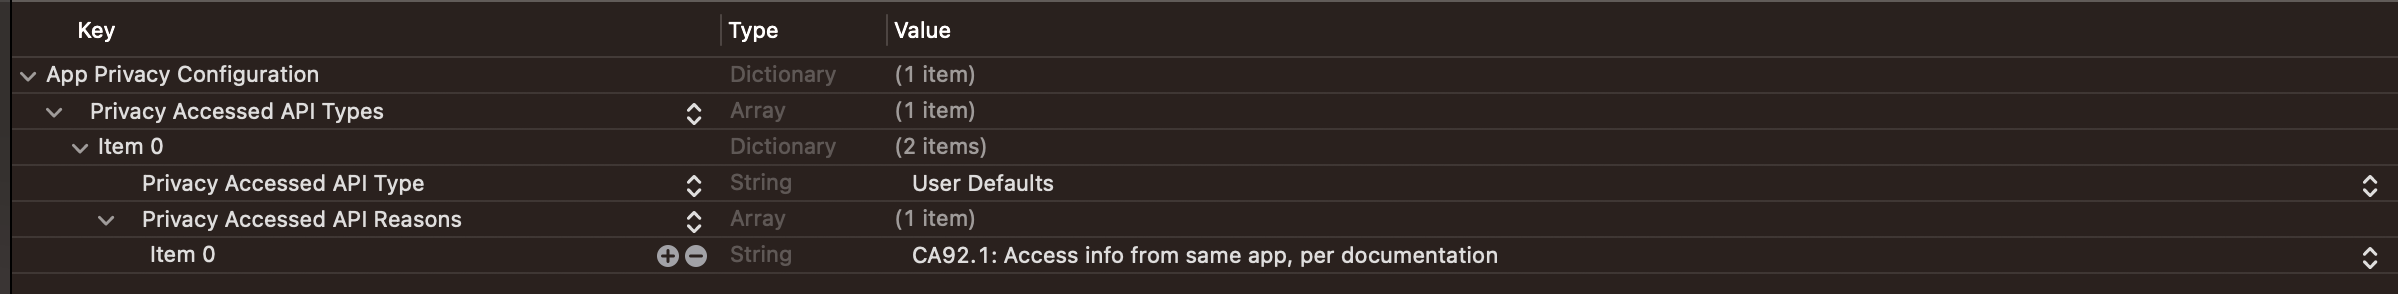 Key Type Value
App Privacy Configuration Dictionary (1 item)
Privacy Accessed API Types Array (1 item)
Item 0 Dictionary (2 items)
Privacy Accessed API Type String User Defaults
Privacy Accessed API Reasons Array (1 item)
Item 0 String CA92.1: Access info from same app, per documentation